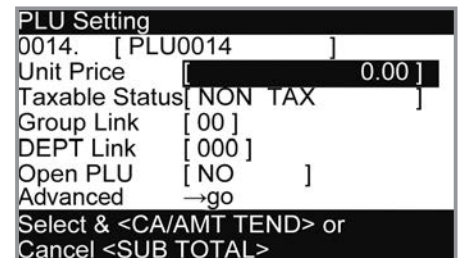 PLU Setting
0014. [ PLU0014 ]
Unit Price [ 0.00 ]
Taxable Status[ NON TAX ]
Group Link [ 00 ]
DEPT Link [ 000 ]
Open PLU [ NO ]
Advanced →go
Select & <CA/AMT TEND> or
Cancel <SUB TOTAL>